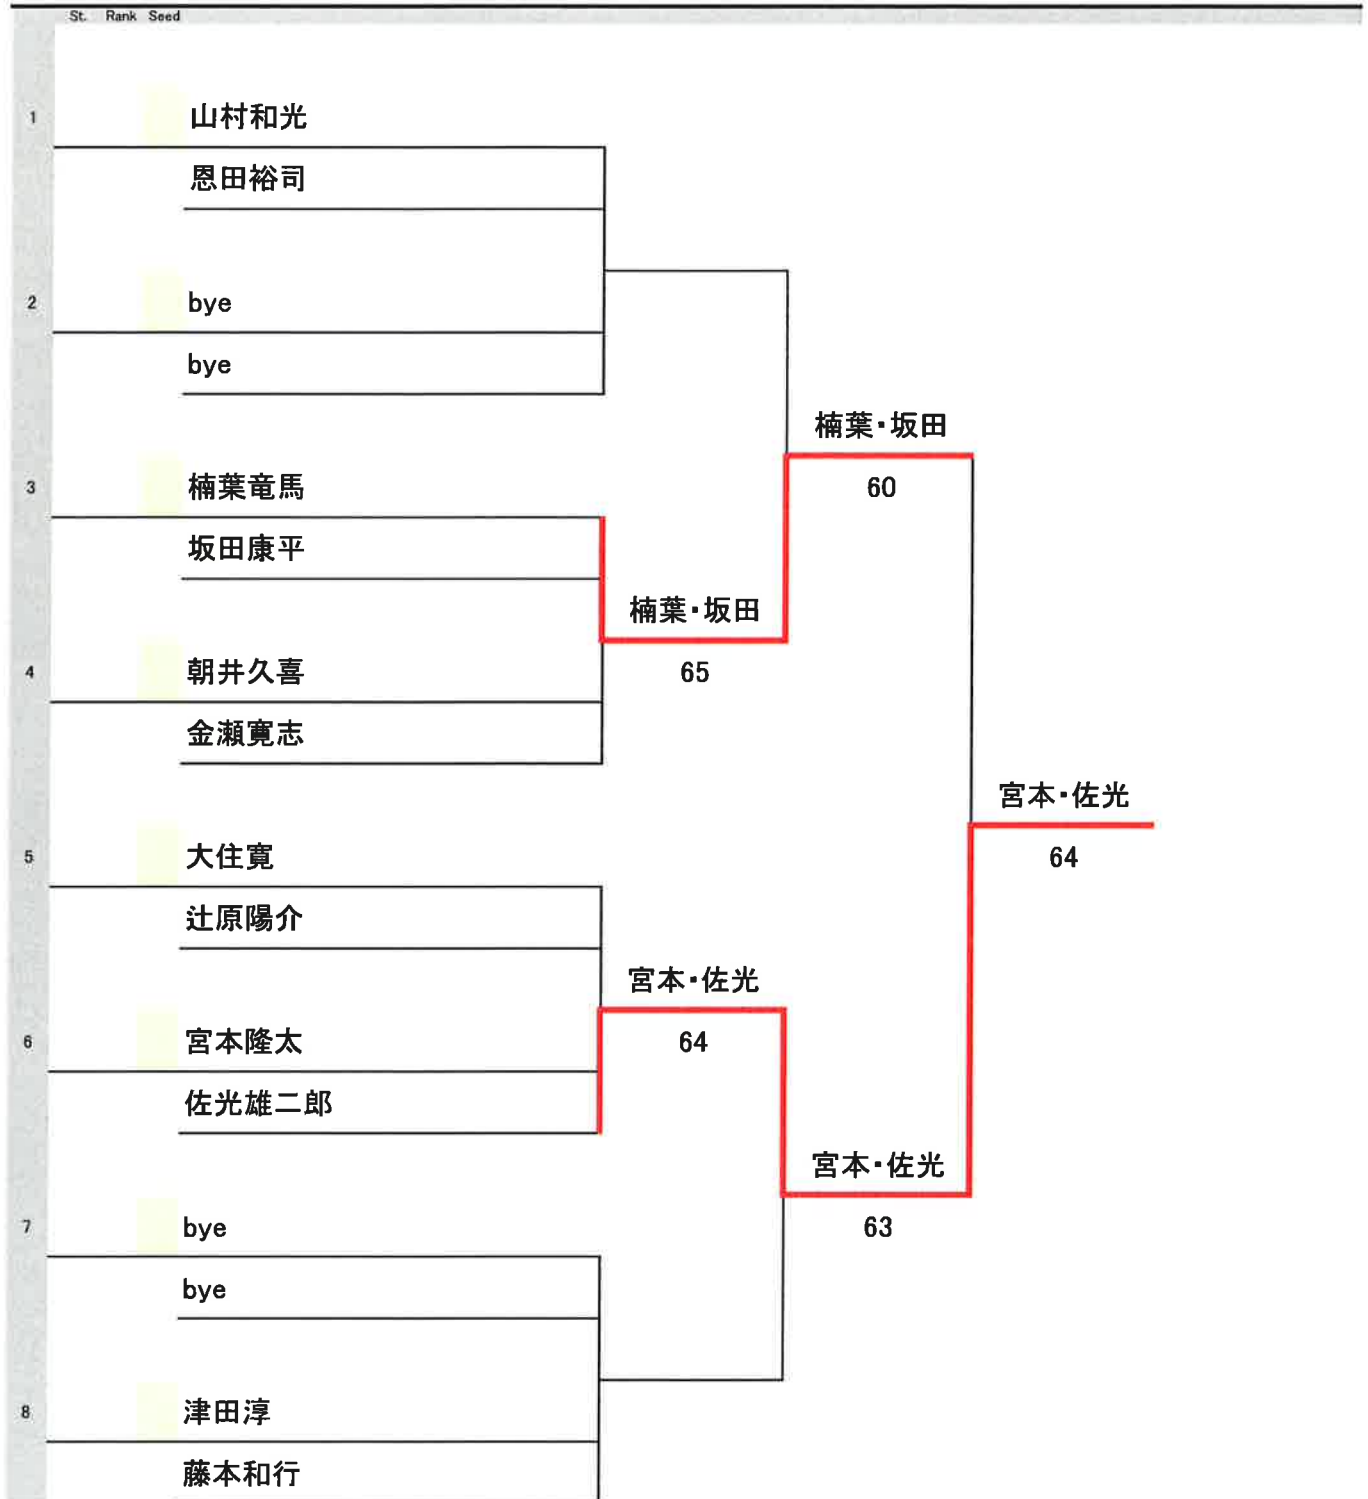 St. Rank Seed
1 山村和光
恩田裕司
2 bye
bye
楠葉・坂田
3 楠葉竜馬
60
坂田康平
楠葉・坂田
4 朝井久喜
65
金瀬寛志
宮本・佐光
5 大住寛
64
辻原陽介
宮本・佐光
6 宮本隆太
64
佐光雄二郎
宮本・佐光
7 bye
63
bye
8 津田淳
藤本和行